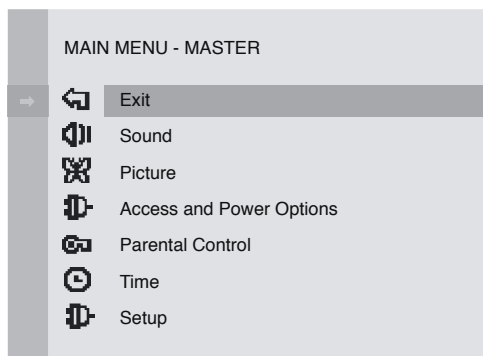 MAIN MENU - MASTER
Exit
Sound
Picture
Access and Power Options
Parental Control
Time
Setup